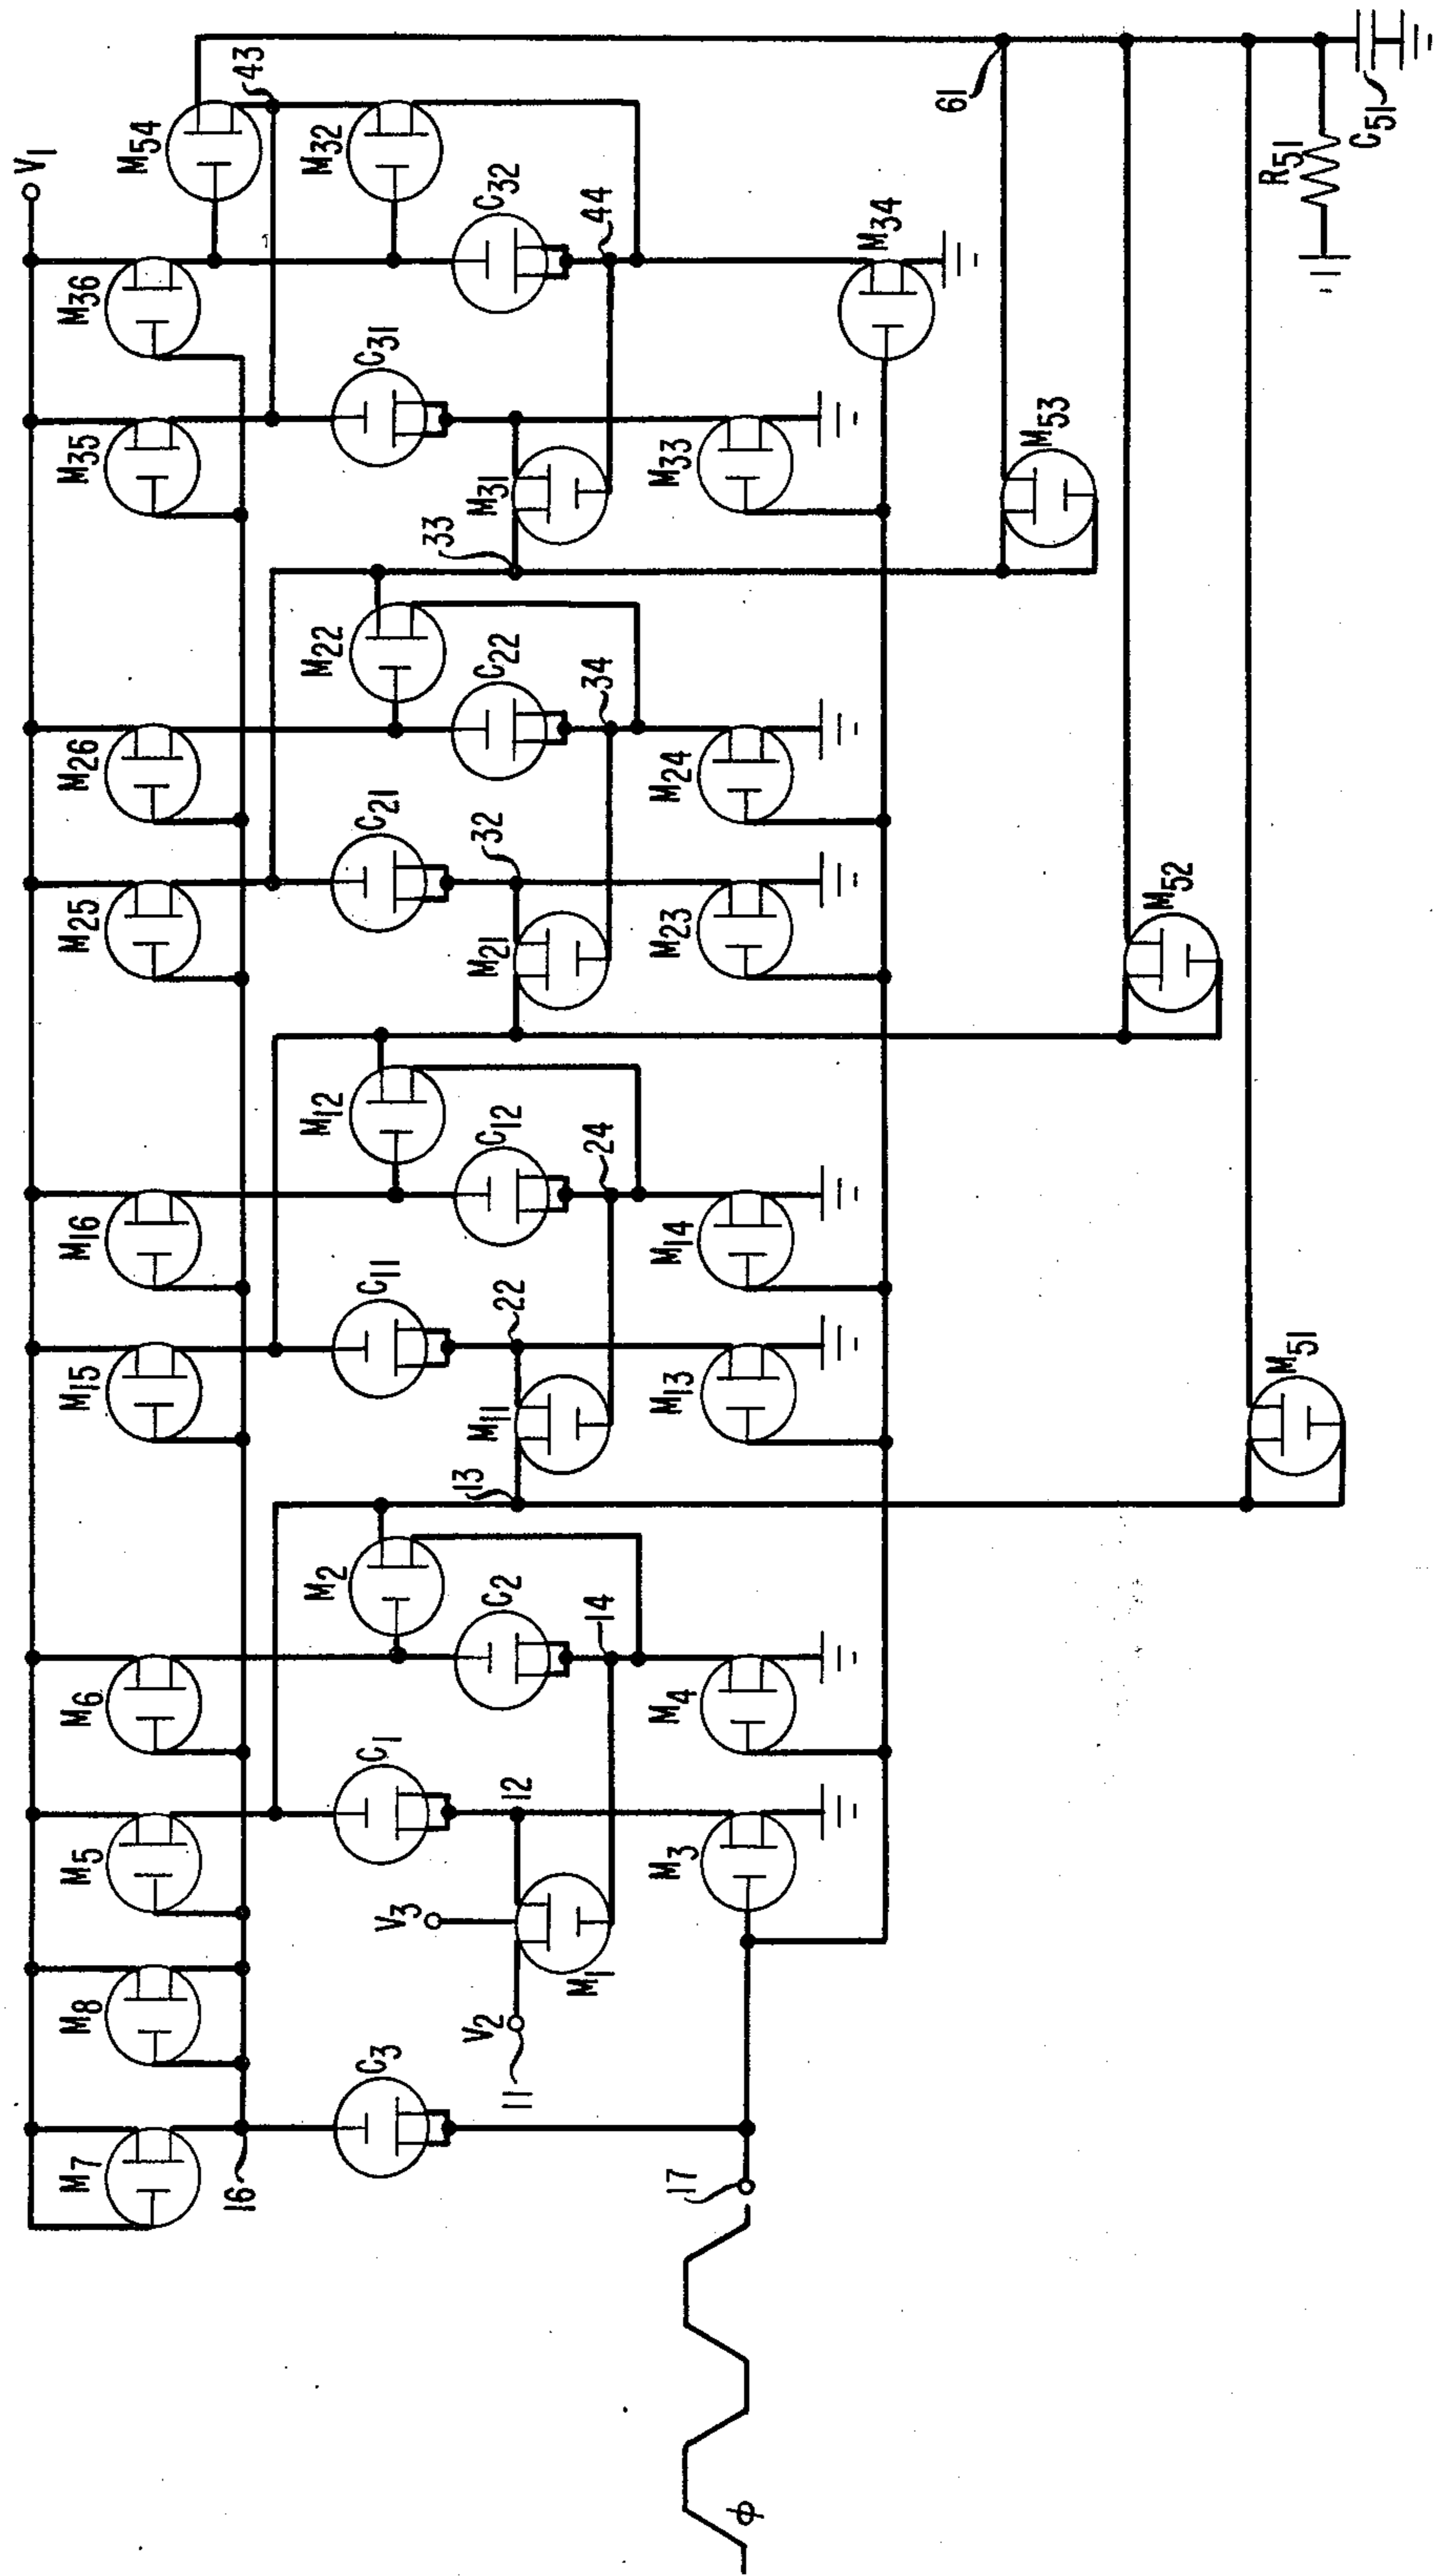 V1
M7 M8 M5 M6 M15 M16 M25 M26 M35 M36
M54
16 43
M2 M12 M22 M32
C3 C1 C11 C21 C31
V3
V2 13 33
M11 M21 M31
C2 C12 C22 C32
11 12 22 32
M1 14 24 34 44
17 M3 M4 M13 M14 M23 M24 M33
ϕ
M34
61
M53
M52
M51 R51
C51